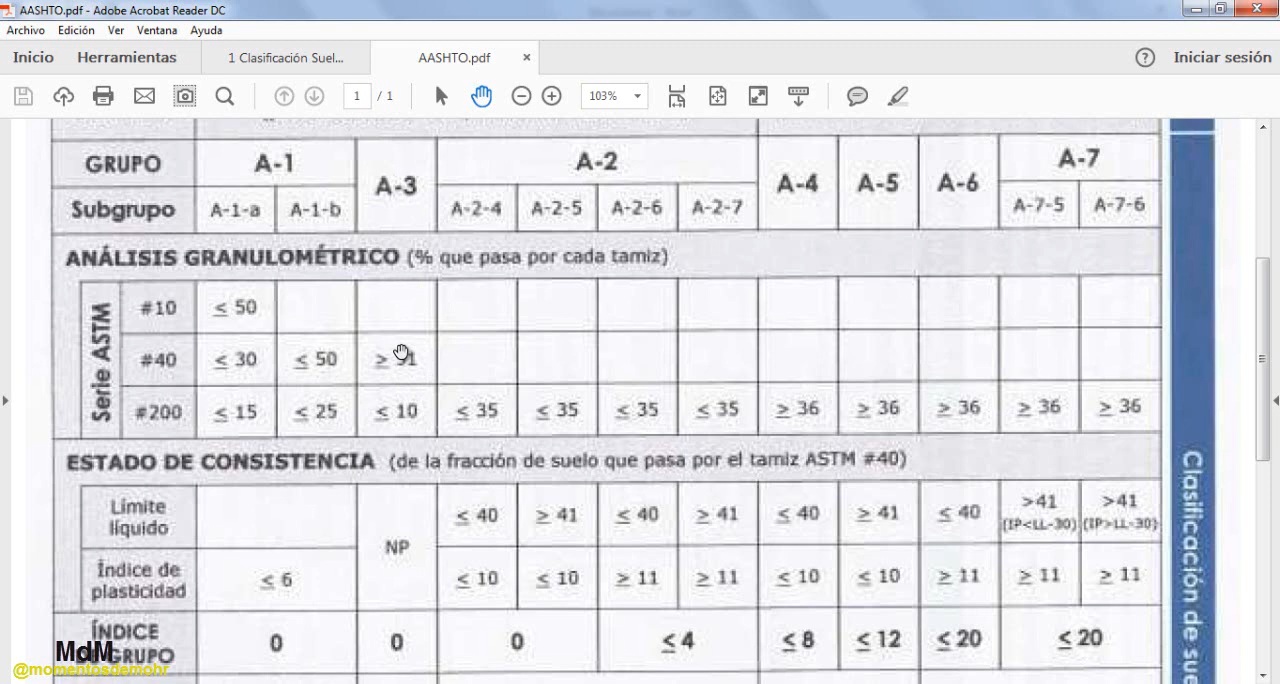 AASHTO.pdf - Adobe Acrobat Reader DC
Archivo Edición Ver Ventana Ayuda
Inicio Herramientas 1 Clasificación Suel... AASHTO.pdf × ? Iniciar sesión
1 / 1 103%
GRUPO A-1 A-3 A-2 A-4 A-5 A-6 A-7
Subgrupo A-1-a A-1-b A-2-4 A-2-5 A-2-6 A-2-7 A-7-5 A-7-6
ANÁLISIS GRANULOMÉTRICO (% que pasa por cada tamiz)
Serie ASTM
#10 ≤ 50
#40 ≤ 30 ≤ 50 ≥
#200 ≤ 15 ≤ 25 ≤ 10 ≤ 35 ≤ 35 ≤ 35 ≤ 35 ≥ 36 ≥ 36 ≥ 36 ≥ 36 ≥ 36
ESTADO DE CONSISTENCIA (de la fracción de suelo que pasa por el tamiz ASTM #40)
Límite líquido NP ≤ 40 ≥ 41 ≤ 40 ≥ 41 ≤ 40 ≥ 41 ≤ 40 >41 (IP<LL-30) >41 (IP>LL-30)
Índice de plasticidad ≤ 6 ≤ 10 ≤ 10 ≥ 11 ≥ 11 ≤ 10 ≤ 10 ≥ 11 ≥ 11 ≥ 11
ÍNDICE GRUPO 0 0 0 ≤ 4 ≤ 8 ≤ 12 ≤ 20 ≤ 20
MdM
@momentosdemohr
Clasificación de sue